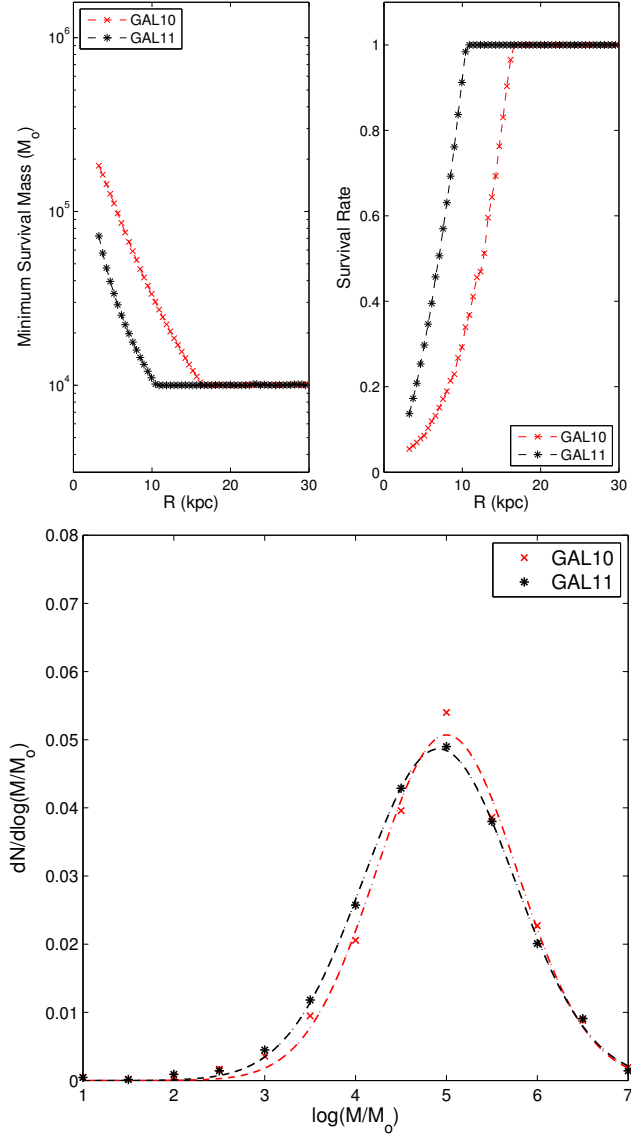 10^6
10^5
10^4
Minimum Survival Mass (M_o)
GAL10
GAL11
0 10 20 30
R (kpc)
1
0.8
0.6
0.4
0.2
0
Survival Rate
GAL10
GAL11
0 10 20 30
R (kpc)
0.08
0.07
0.06
0.05
0.04
0.03
0.02
0.01
0
dN/dlog(M/M_o)
GAL10
GAL11
1 2 3 4 5 6 7
log(M/M_o)